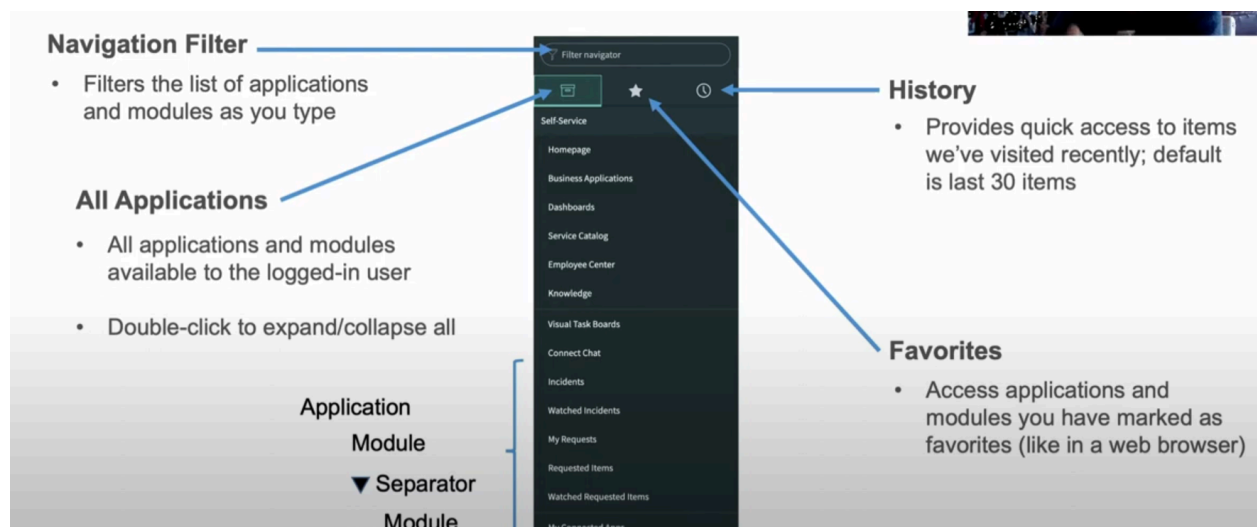 Navigation Filter
• Filters the list of applications
and modules as you type
All Applications
• All applications and modules
available to the logged-in user
• Double-click to expand/collapse all
Application
Module
▼ Separator
Module
Filter navigator
Self-Service
Homepage
Business Applications
Dashboards
Service Catalog
Employee Center
Knowledge
Visual Task Boards
Connect Chat
Incidents
Watched Incidents
My Requests
Requested Items
Watched Requested Items
My Connected Apps
History
• Provides quick access to items
we've visited recently; default
is last 30 items
Favorites
• Access applications and
modules you have marked as
favorites (like in a web browser)